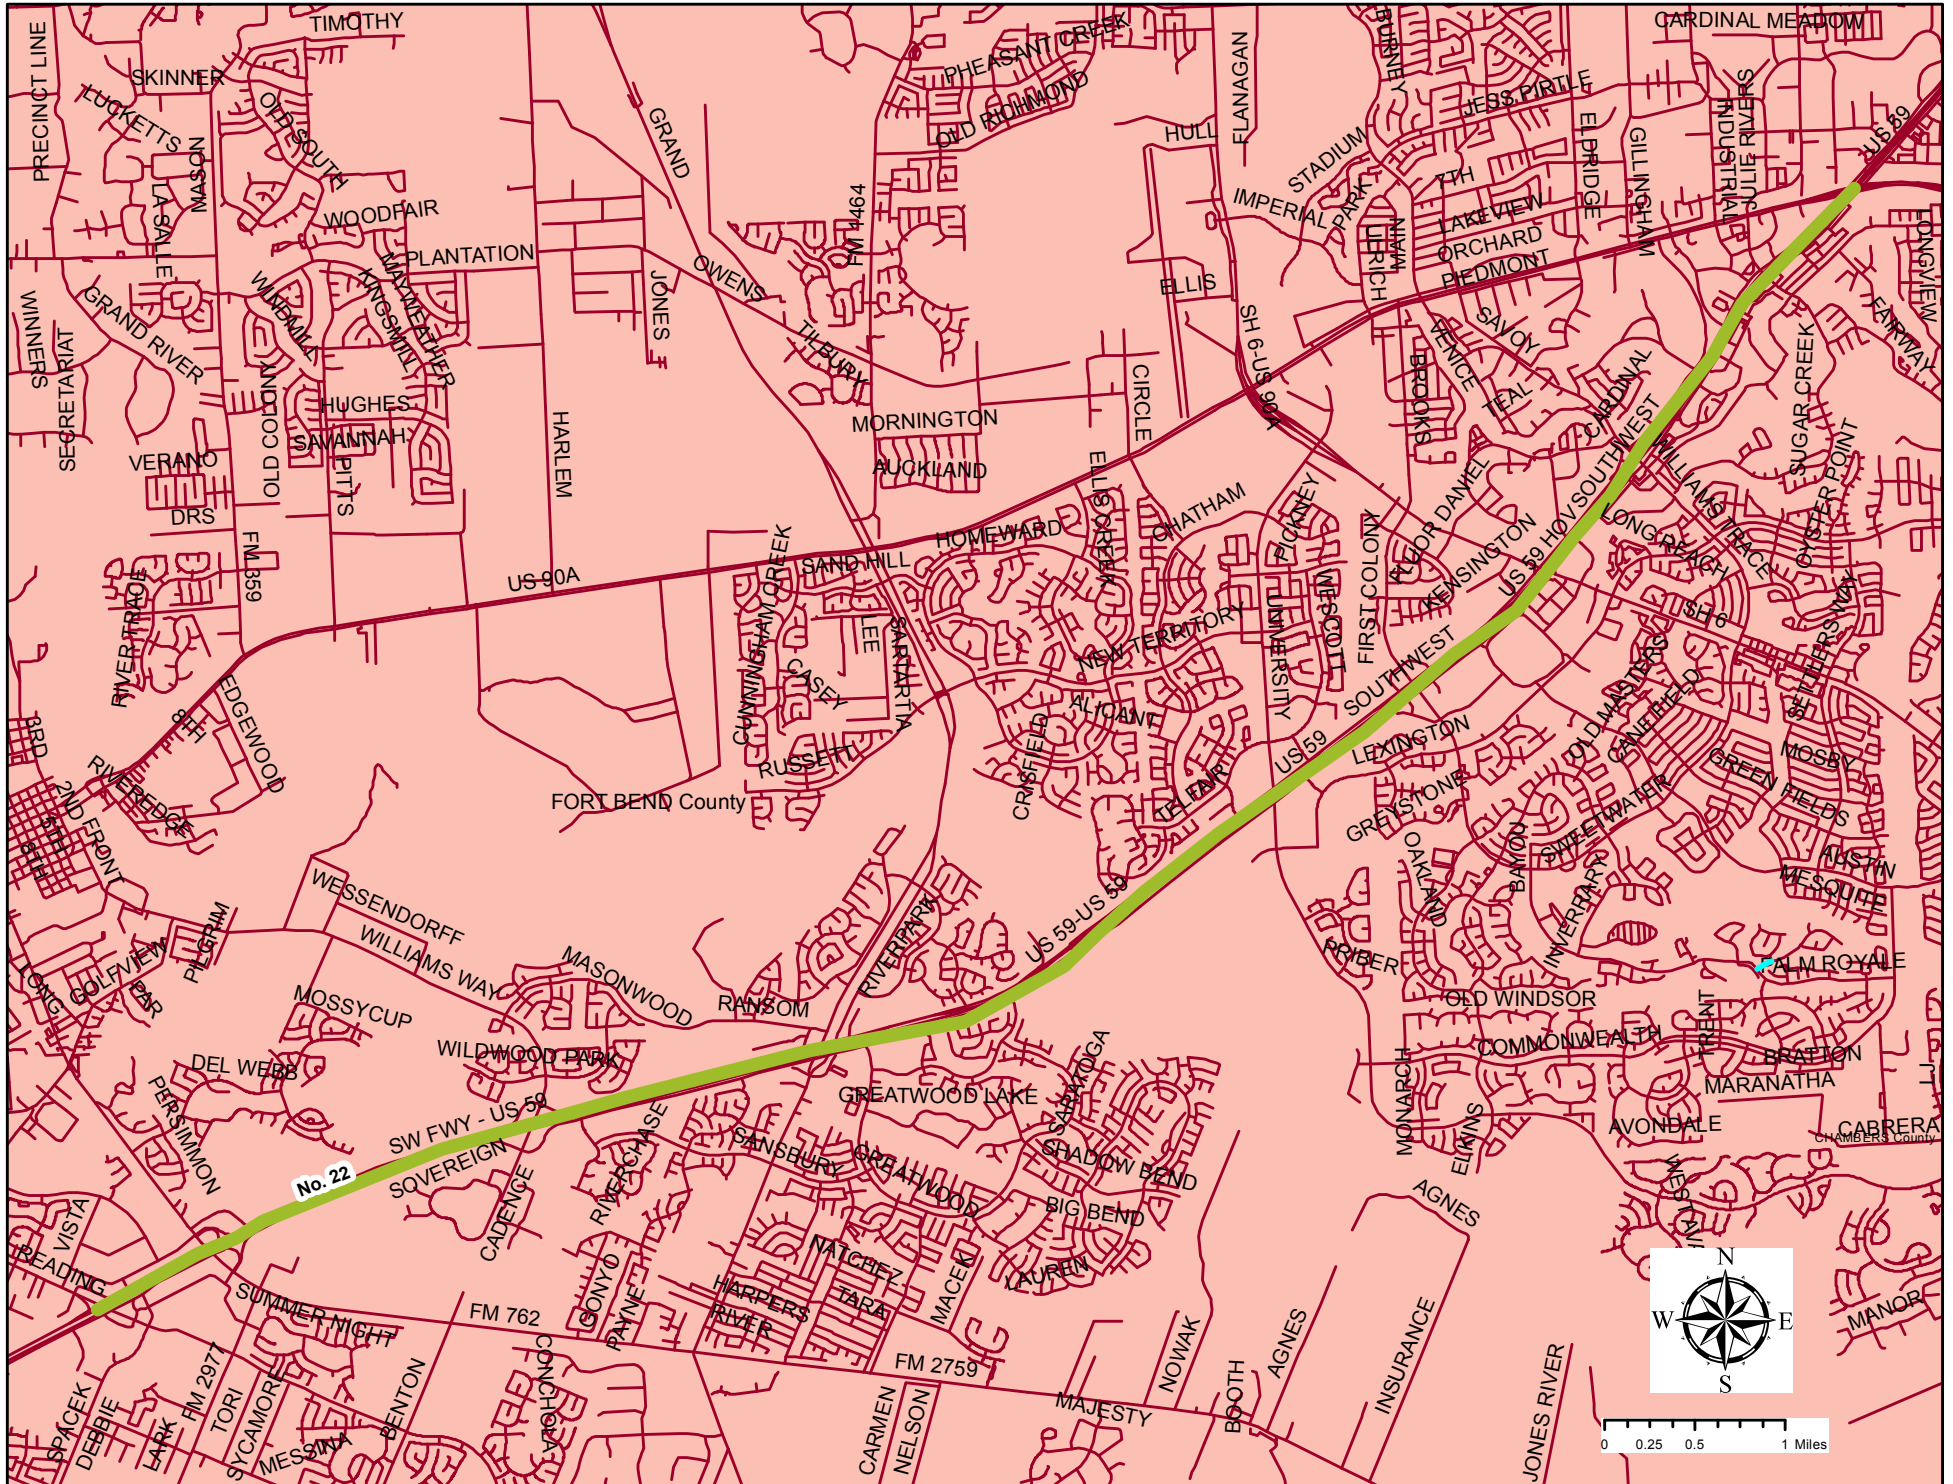 TIMOTHY
CARDINAL MEADOW
PRECINCT LINE
SKINNER
LUCKETTS
OLD SOUTH
MASON
GRAND
PHEASANT CREEK
OLD RICHMOND
FLANAGAN
HULL
BURNEY
JESS PIRTLE
STADIUM
ELDRIDGE
GILLINGHAM
INDUSTRIAL
JULIE RIVERS
US 59
LA SALLE
WOODFAIR
PLANTATION
MAYWEATHER
KINGSMILL
WINDMILL
FM 1464
OWENS
JONES
TILBURY
IMPERIAL
PARK
7TH
LAKEVIEW
ORCHARD
PIEDMONT
ULRICH
MANN
ELLIS
SH 6-US 90A
LONGVIEW
FAIRWAY
WINNERS
SECRETARIAT
GRAND RIVER
OLD COLONY
HUGHES
SAVANNAH
PITTS
VERANO
DRS
FM 359
HARLEM
MORNINGTON
AUCKLAND
CIRCLE
SAVOY
VENICE
TEAL
BROOKS
CARDINAL
SUGAR CREEK
OYSTER POINT
WILLIAMS TRACE
LONG REACH
US 59 HOV
SOUTHWEST
FLUOR DANIEL
KENSINGTON
FIRST COLONY
PICKNEY
CHATHAM
ELLIS CREEK
HOMEWARD
SAND HILL
US 90A
RIVERTRACE
CUNNINGHAM CREEK
LEE
SARTARTIA
CASEY
RUSSETT
NEW TERRITORY
ALICANT
CRISFIELD
TELFAIR
UNIVERSITY
WESCOTT
SOUTHWEST
US 59
LEXINGTON
GREYSTONE
OAKLAND
BAYOU
SWEETWATER
INVERRARY
OLD MASTERS
CANE FIELD
SH 6
SETTLERS WAY
MOSBY
GREEN FIELDS
AUSTIN
MESQUITE
3RD
8TH
EDGEWOOD
RIVEREDGE
2ND
FRONT
5TH
8TH
FORT BEND County
WESSENDORFF
WILLIAMS WAY
PILGRIM
GOLFVIEW
LONG
PAR
MOSSYCUP
MASONWOOD
RANSOM
RIVERPARK
US 59-US 59
PRIBER
OLD WINDSOR
PALM ROYALE
TRENT
COMMONWEALTH
BRATTON
MARANATHA
AVONDALE
TJ
CABRERA
CHAMBERS County
DEL WEBB
PERSIMMON
WILDWOOD PARK
GREATWOOD LAKE
SARATOGA
MONARCH
ELKINS
SW FWY - US 59
SOVEREIGN
No. 22
CADENCE
RIVERCHASE
SANSBURY
GREATWOOD
SHADOW BEND
BIG BEND
LAUREN
AGNES
VISTA
READING
SUMMER NIGHT
FM 762
GONYO
PAYNE
HARPERS
RIVER
NATCHEZ
TARA
MACEK
FM 2759
CONCHOLA
BENTON
FM 2977
TORI
SYCAMORE
MESSINA
SPACEK
DEBBIE
LARK
CARMEN
NELSON
MAJESTY
NOWAK
BOOTH
AGNES
INSURANCE
JONES RIVER
MANOR
N
W
E
S
0 0.25 0.5 1 Miles